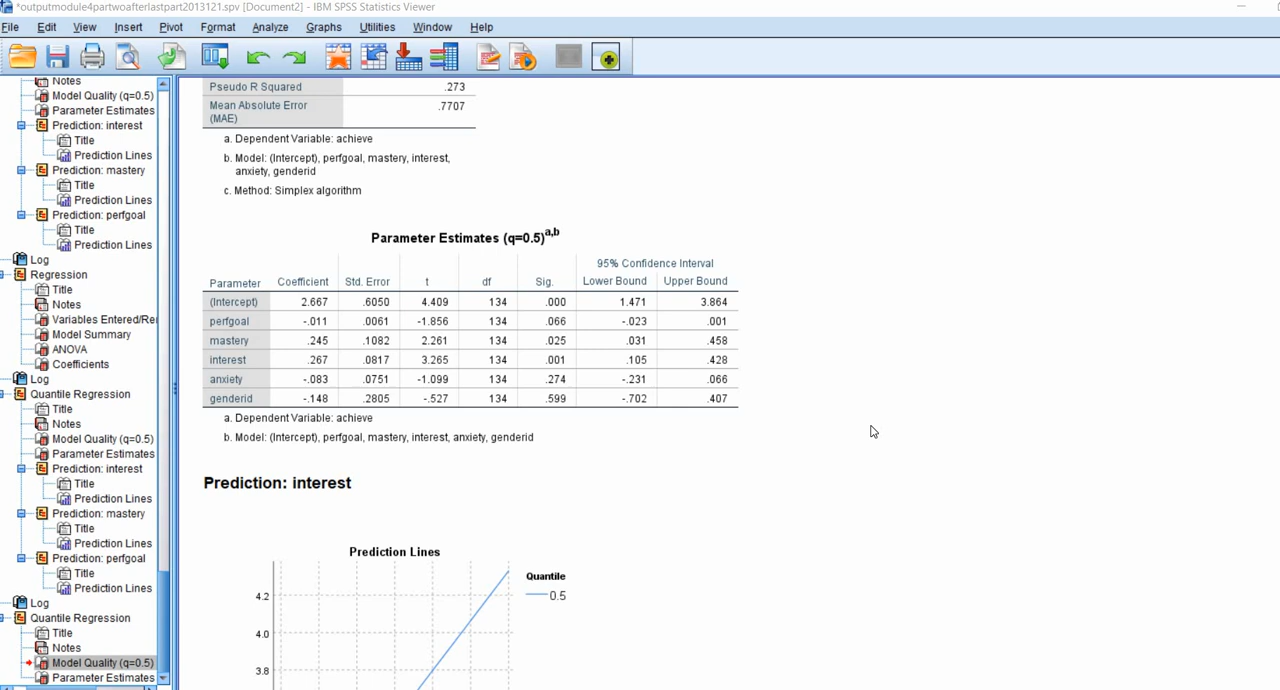 *outputmodule4partwoafterlastpart2013121.spv [Document2] - IBM SPSS Statistics Viewer
File Edit View Insert Format Analyze Graphs Utilities Window Help
Notes
Model Quality (q=0.5)
Parameter Estimates
Prediction: interest
Title
Prediction Lines
Prediction: mastery
Title
Prediction Lines
Prediction: perfgoal
Title
Prediction Lines
Log
Regression
Title
Notes
Variables Entered/Re
Model Summary
ANOVA
Coefficients
Log
Quantile Regression
Title
Notes
Model Quality (q=0.5)
Parameter Estimates
Prediction: interest
Title
Prediction Lines
Prediction: mastery
Title
Prediction Lines
Prediction: perfgoal
Title
Prediction Lines
Log
Quantile Regression
Title
Notes
Model Quality (q=0.5)
Parameter Estimates
Pseudo R Squared .273
Mean Absolute Error .7707
(MAE)
a. Dependent Variable: achieve
b. Model: (Intercept), perfgoal, mastery, interest,
anxiety, genderid
c. Method: Simplex algorithm
Parameter Estimates (q=0.5)a,b
95% Confidence Interval
Parameter Coefficient Std. Error t df Sig. Lower Bound Upper Bound
(Intercept) 2.667 .6050 4.409 134 .000 1.471 3.864
perfgoal -.011 .0061 -1.856 134 .066 -.023 .001
mastery .245 .1082 2.261 134 .025 .031 .458
interest .267 .0817 3.265 134 .001 .105 .428
anxiety -.083 .0751 -1.099 134 .274 -.231 .066
genderid -.148 .2805 -.527 134 .599 -.702 .407
a. Dependent Variable: achieve
b. Model: (Intercept), perfgoal, mastery, interest, anxiety, genderid
Prediction: interest
Prediction Lines
Quantile
0.5
4.2
4.0
3.8